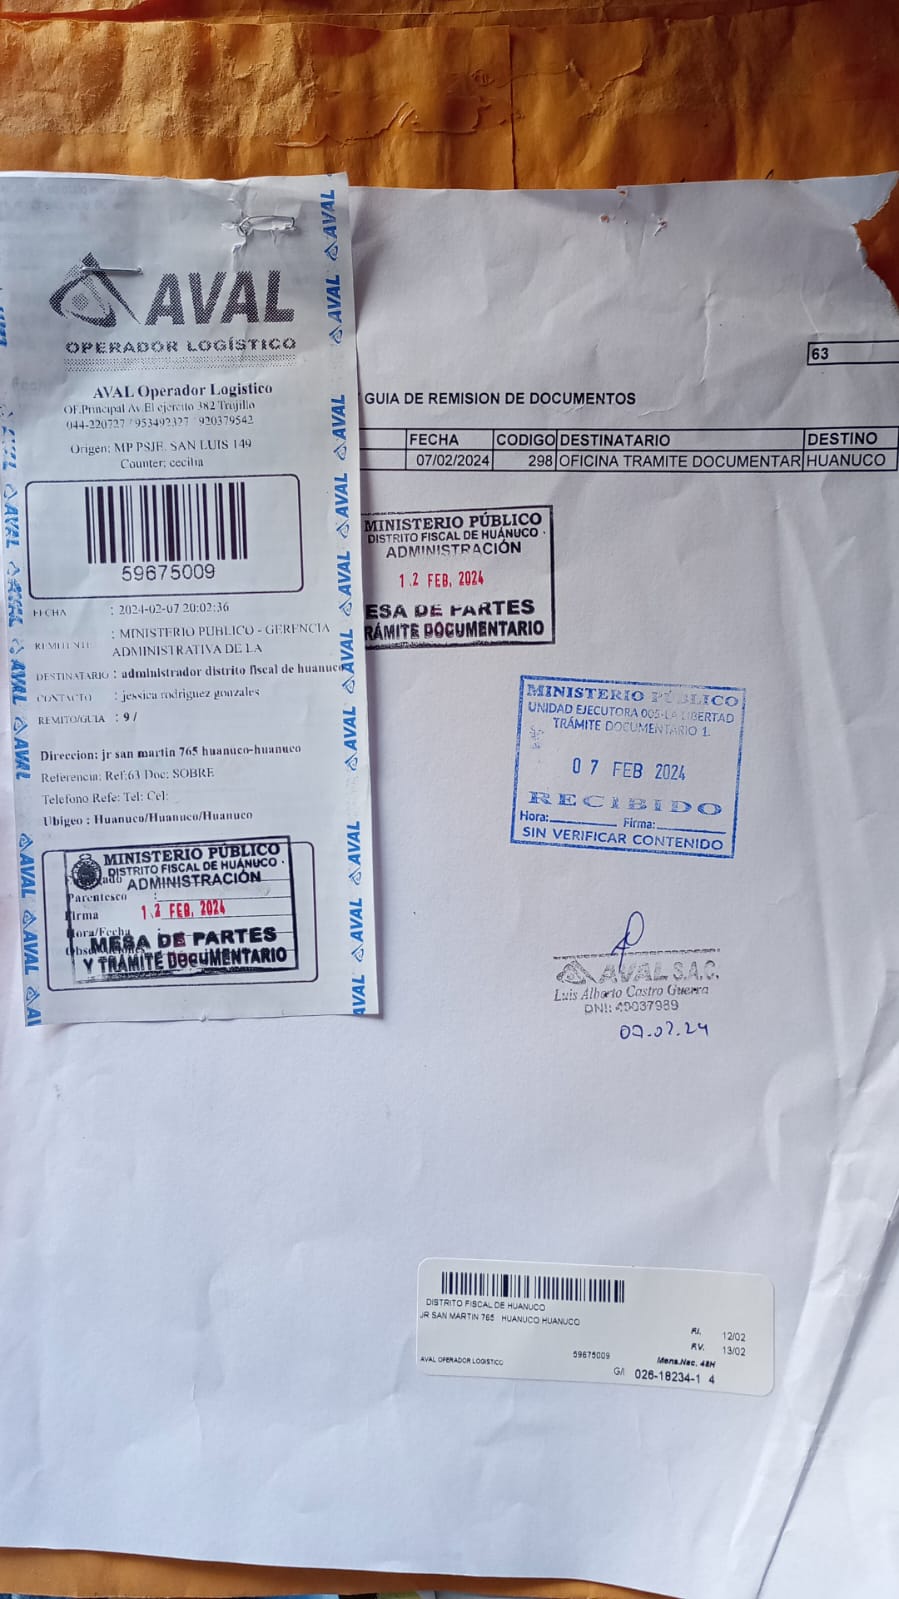 AVAL
OPERADOR LOGÍSTICO
AVAL Operador Logistico
OF.Principal Av.El ejercito 382 Trujillo
044-220727 / 953492327 / 920379542
Origen: MP PSJE. SAN LUIS 149
Counter: cecilia
59675009
FECHA : 2024-02-07 20:02:36
REMITENTE : MINISTERIO PUBLICO - GERENCIA
ADMINISTRATIVA DE LA
DESTINATARIO : administrador distrito fiscal de huanuco
CONTACTO : jessica rodriguez gonzales
REMITO/GUIA : 9 /
Direccion: jr san martin 765 huanuco-huanuco
Referencia: Ref:63 Doc: SOBRE
Telefono Refe: Tel: Cel:
Ubigeo : Huanuco/Huanuco/Huanuco
MINISTERIO PÚBLICO
DISTRITO FISCAL DE HUÁNUCO
ADMINISTRACIÓN
Parentesco :
Firma
12 FEB. 2024
Hora/Fecha
MESA DE PARTES
Y TRÁMITE DOCUMENTARIO
63
GUIA DE REMISION DE DOCUMENTOS
FECHA CODIGO DESTINATARIO DESTINO
07/02/2024 298 OFICINA TRAMITE DOCUMENTAR HUANUCO
MINISTERIO PÚBLICO
DISTRITO FISCAL DE HUÁNUCO
ADMINISTRACIÓN
12 FEB. 2024
ESA DE PARTES
RÁMITE DOCUMENTARIO
MINISTERIO PÚBLICO
UNIDAD EJECUTORA 005-LA LIBERTAD
TRÁMITE DOCUMENTARIO 1.
07 FEB 2024
RECIBIDO
Hora: Firma:
SIN VERIFICAR CONTENIDO
AVAL S.A.C.
Luis Alberto Castro Guerra
DNI: 40037989
07.02.24
DISTRITO FISCAL DE HUANUCO
JR SAN MARTIN 765 HUANUCO HUANUCO
R/. 12/02
RV. 13/02
59675009
AVAL OPERADOR LOGISTICO
Mens.Nac. 48H
G/I 026-18234-1 4